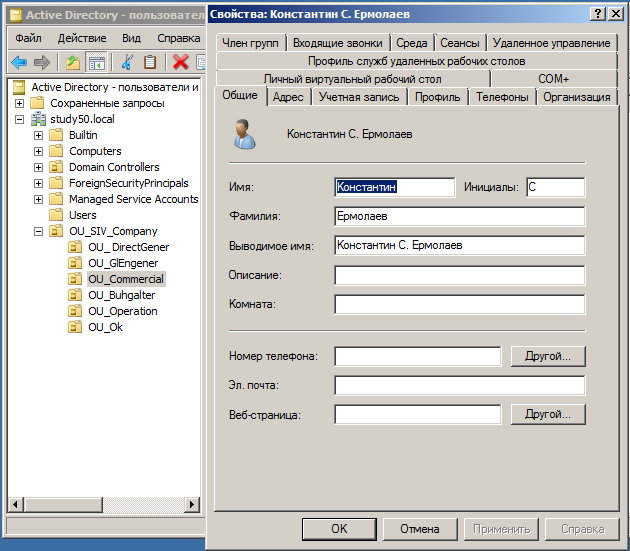 Active Directory - пользовател
Файл Действие Вид Справка
Active Directory - пользователи и
Сохраненные запросы
study50.local
Builtin
Computers
Domain Controllers
ForeignSecurityPrincipals
Managed Service Accounts
Users
OU_SIV_Company
OU_ DirectGener
OU_GlEngener
OU_Commercial
OU_Buhgalter
OU_Operation
OU_Ok
Свойства: Константин С. Ермолаев
Член групп Входящие звонки Среда Сеансы Удаленное управление
Профиль служб удаленных рабочих столов
Личный виртуальный рабочий стол COM+
Общие Адрес Учетная запись Профиль Телефоны Организация
Константин С. Ермолаев
Имя: Константин Инициалы: С
Фамилия: Ермолаев
Выводимое имя: Константин С. Ермолаев
Описание:
Комната:
Номер телефона: Другой...
Эл. почта:
Веб-страница: Другой...
OK Отмена Применить Справка